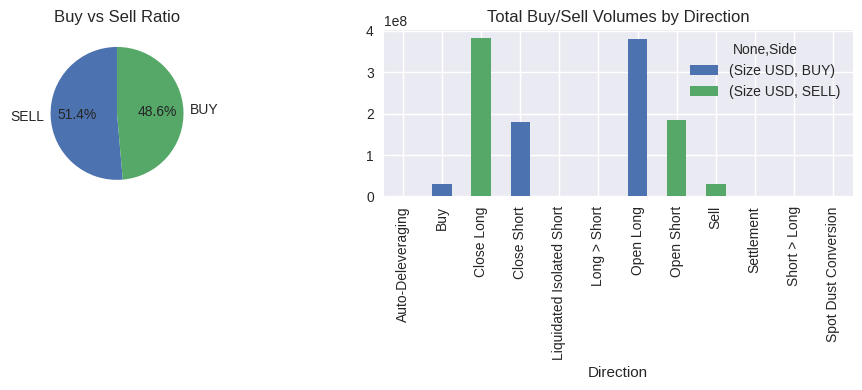 Buy vs Sell Ratio
SELL
51.4%
48.6%
BUY
Total Buy/Sell Volumes by Direction
1e8
4
3
2
1
0
None,Side
(Size USD, BUY)
(Size USD, SELL)
Auto-Deleveraging
Buy
Close Long
Close Short
Liquidated Isolated Short
Long > Short
Open Long
Open Short
Sell
Settlement
Short > Long
Spot Dust Conversion
Direction